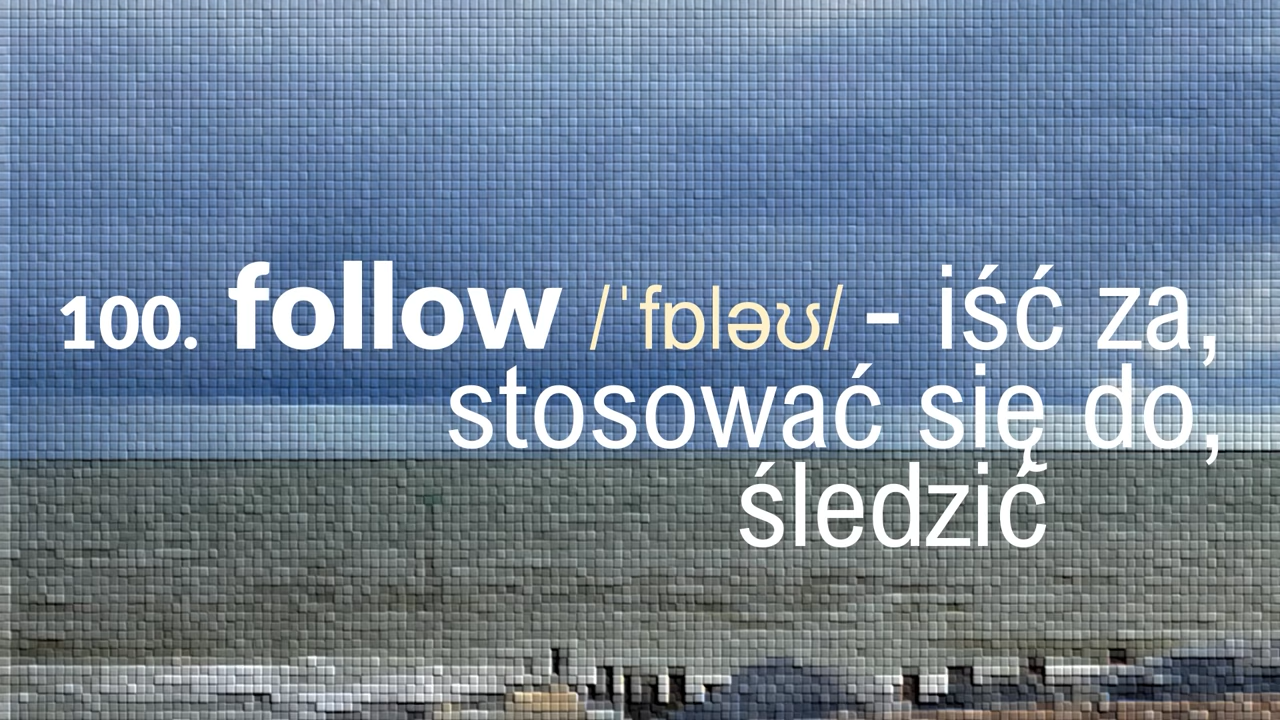 100. follow /ˈfɒləʊ/ - iść za,
stosować się do,
śledzić